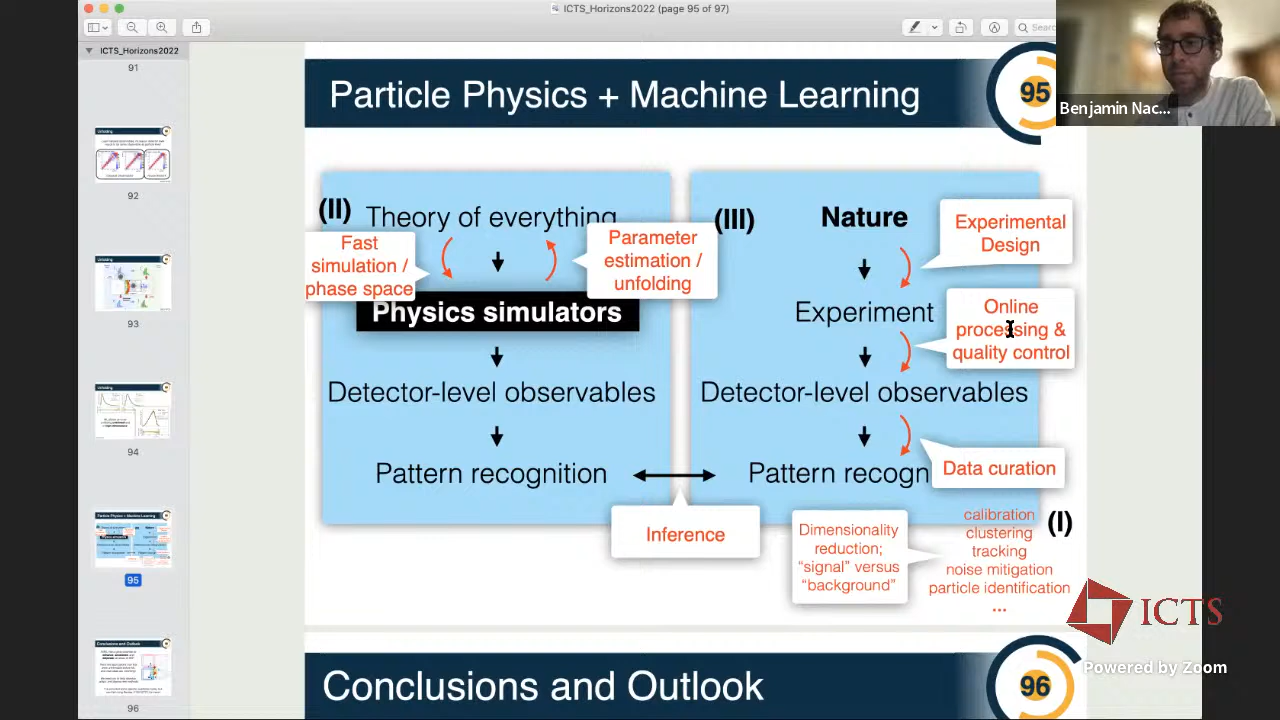 ICTS_Horizons2022 (page 95 of 97)
Sear
ICTS_Horizons2022
91
92
93
94
95
96
Benjamin Nac...
Particle Physics + Machine Learning
95
(II)
Theory of everything
Fast
simulation /
phase space
Parameter
estimation /
unfolding
Physics simulators
Detector-level observables
Pattern recognition
(III)
Nature
Experimental
Design
Experiment
Online
processing &
quality control
Detector-level observables
Pattern recogn
Data curation
Inference
Dimensionality
reduction;
“signal” versus
“background”
calibration
clustering
tracking
noise mitigation
particle identification
...
(I)
ICTS
Powered by Zoom
Conclusions and Outlook
96